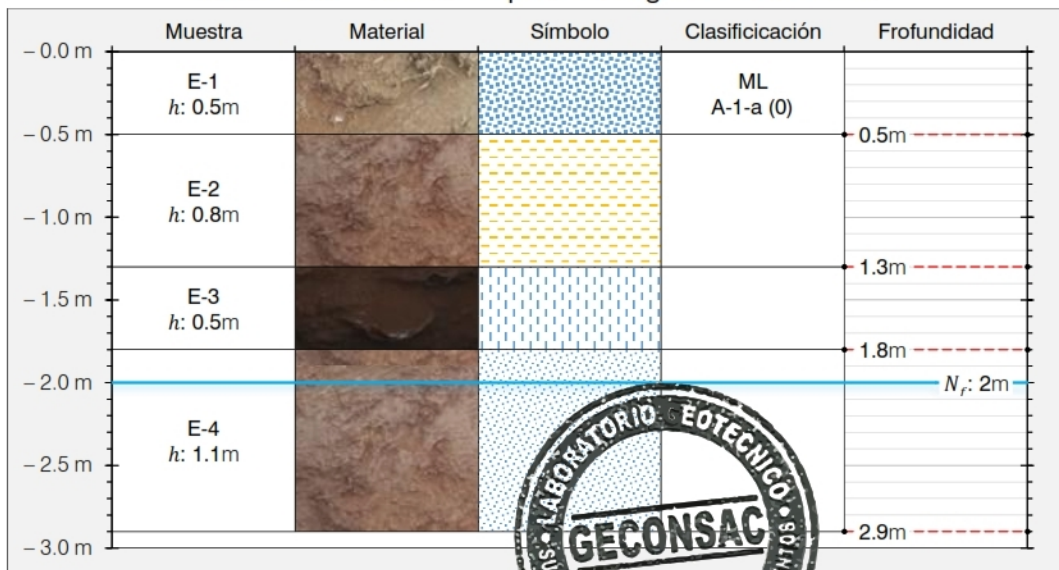 Muestra Material Símbolo Clasificicación Frofundidad
– 0.0 m
E-1
h: 0.5m
ML
A-1-a (0)
– 0.5 m
0.5m
E-2
h: 0.8m
– 1.0 m
1.3m
– 1.5 m
E-3
h: 0.5m
1.8m
– 2.0 m
N_f: 2m
E-4
h: 1.1m
– 2.5 m
2.9m
– 3.0 m
LABORATORIO GEOTECNICÓ
GECONSAC